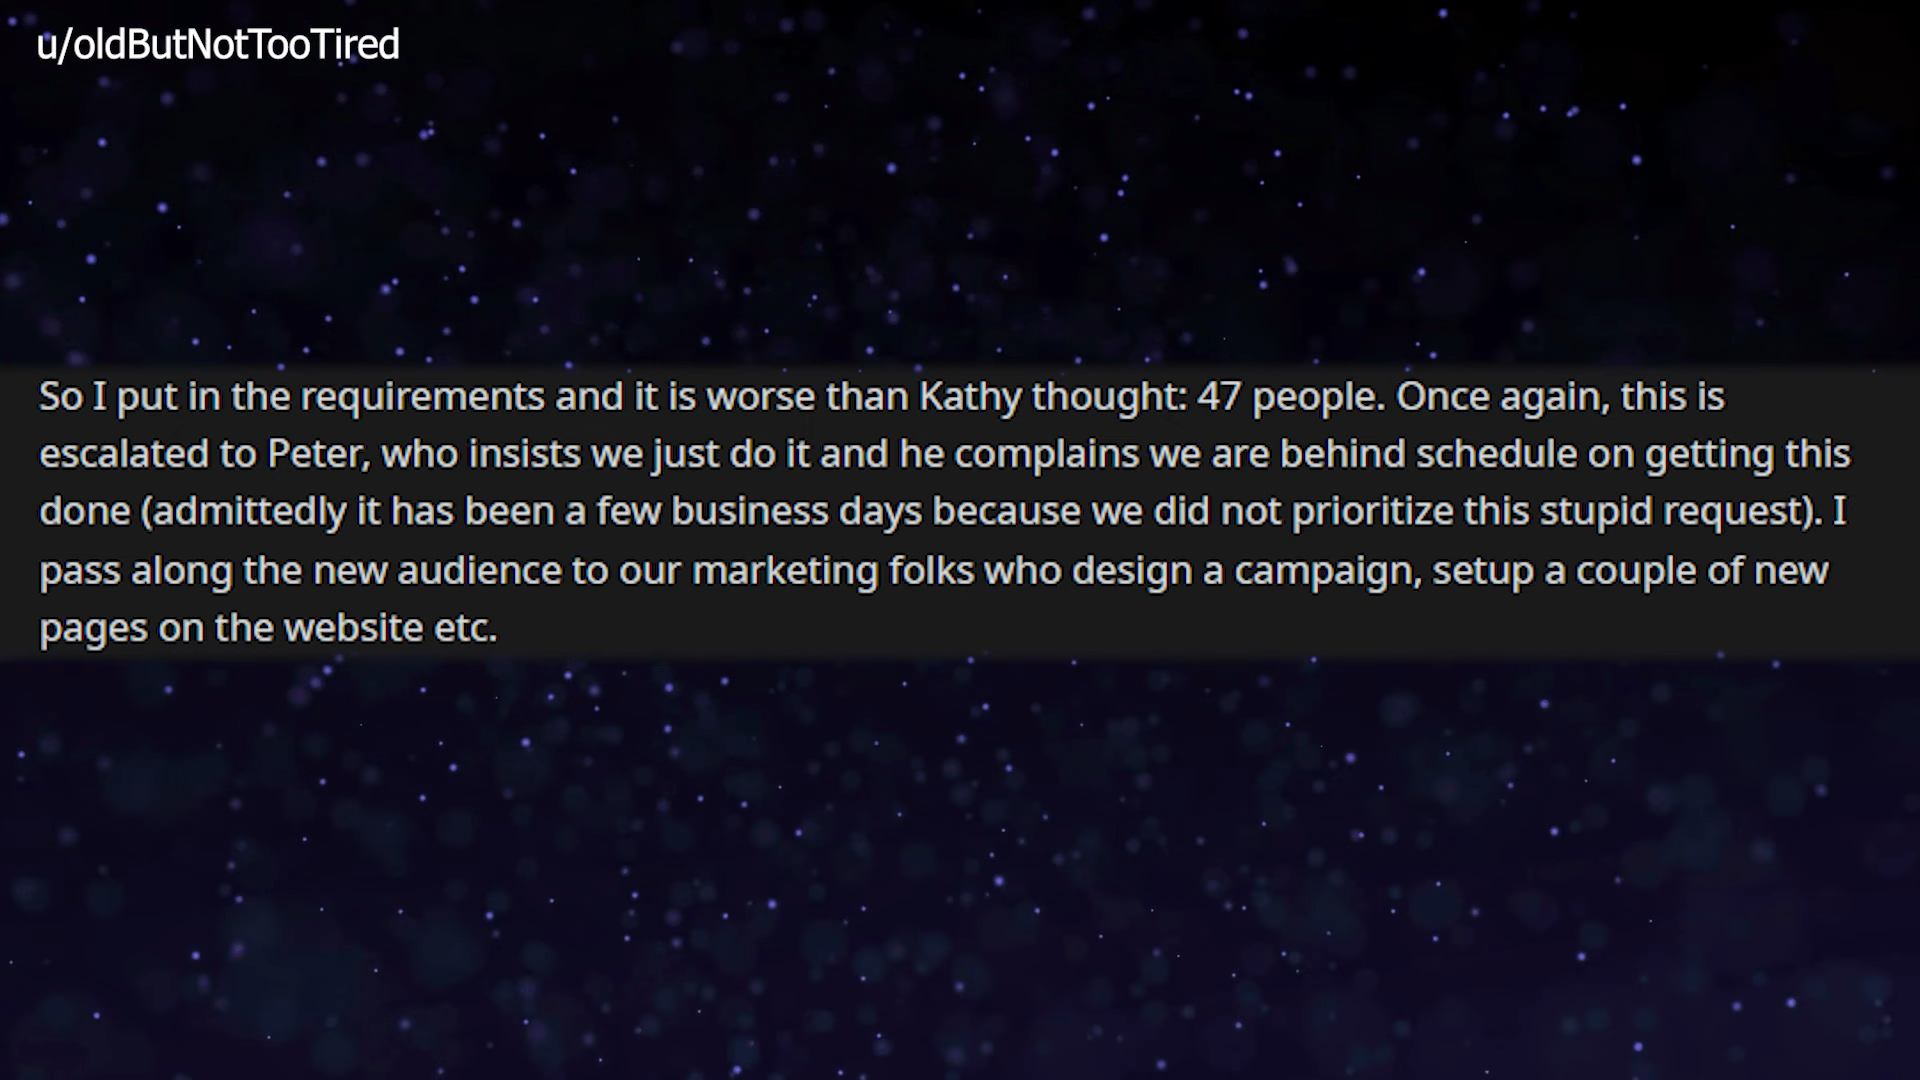 u/oldButNotTooTired
So I put in the requirements and it is worse than Kathy thought: 47 people. Once again, this is
escalated to Peter, who insists we just do it and he complains we are behind schedule on getting this
done (admittedly it has been a few business days because we did not prioritize this stupid request). I
pass along the new audience to our marketing folks who design a campaign, setup a couple of new
pages on the website etc.